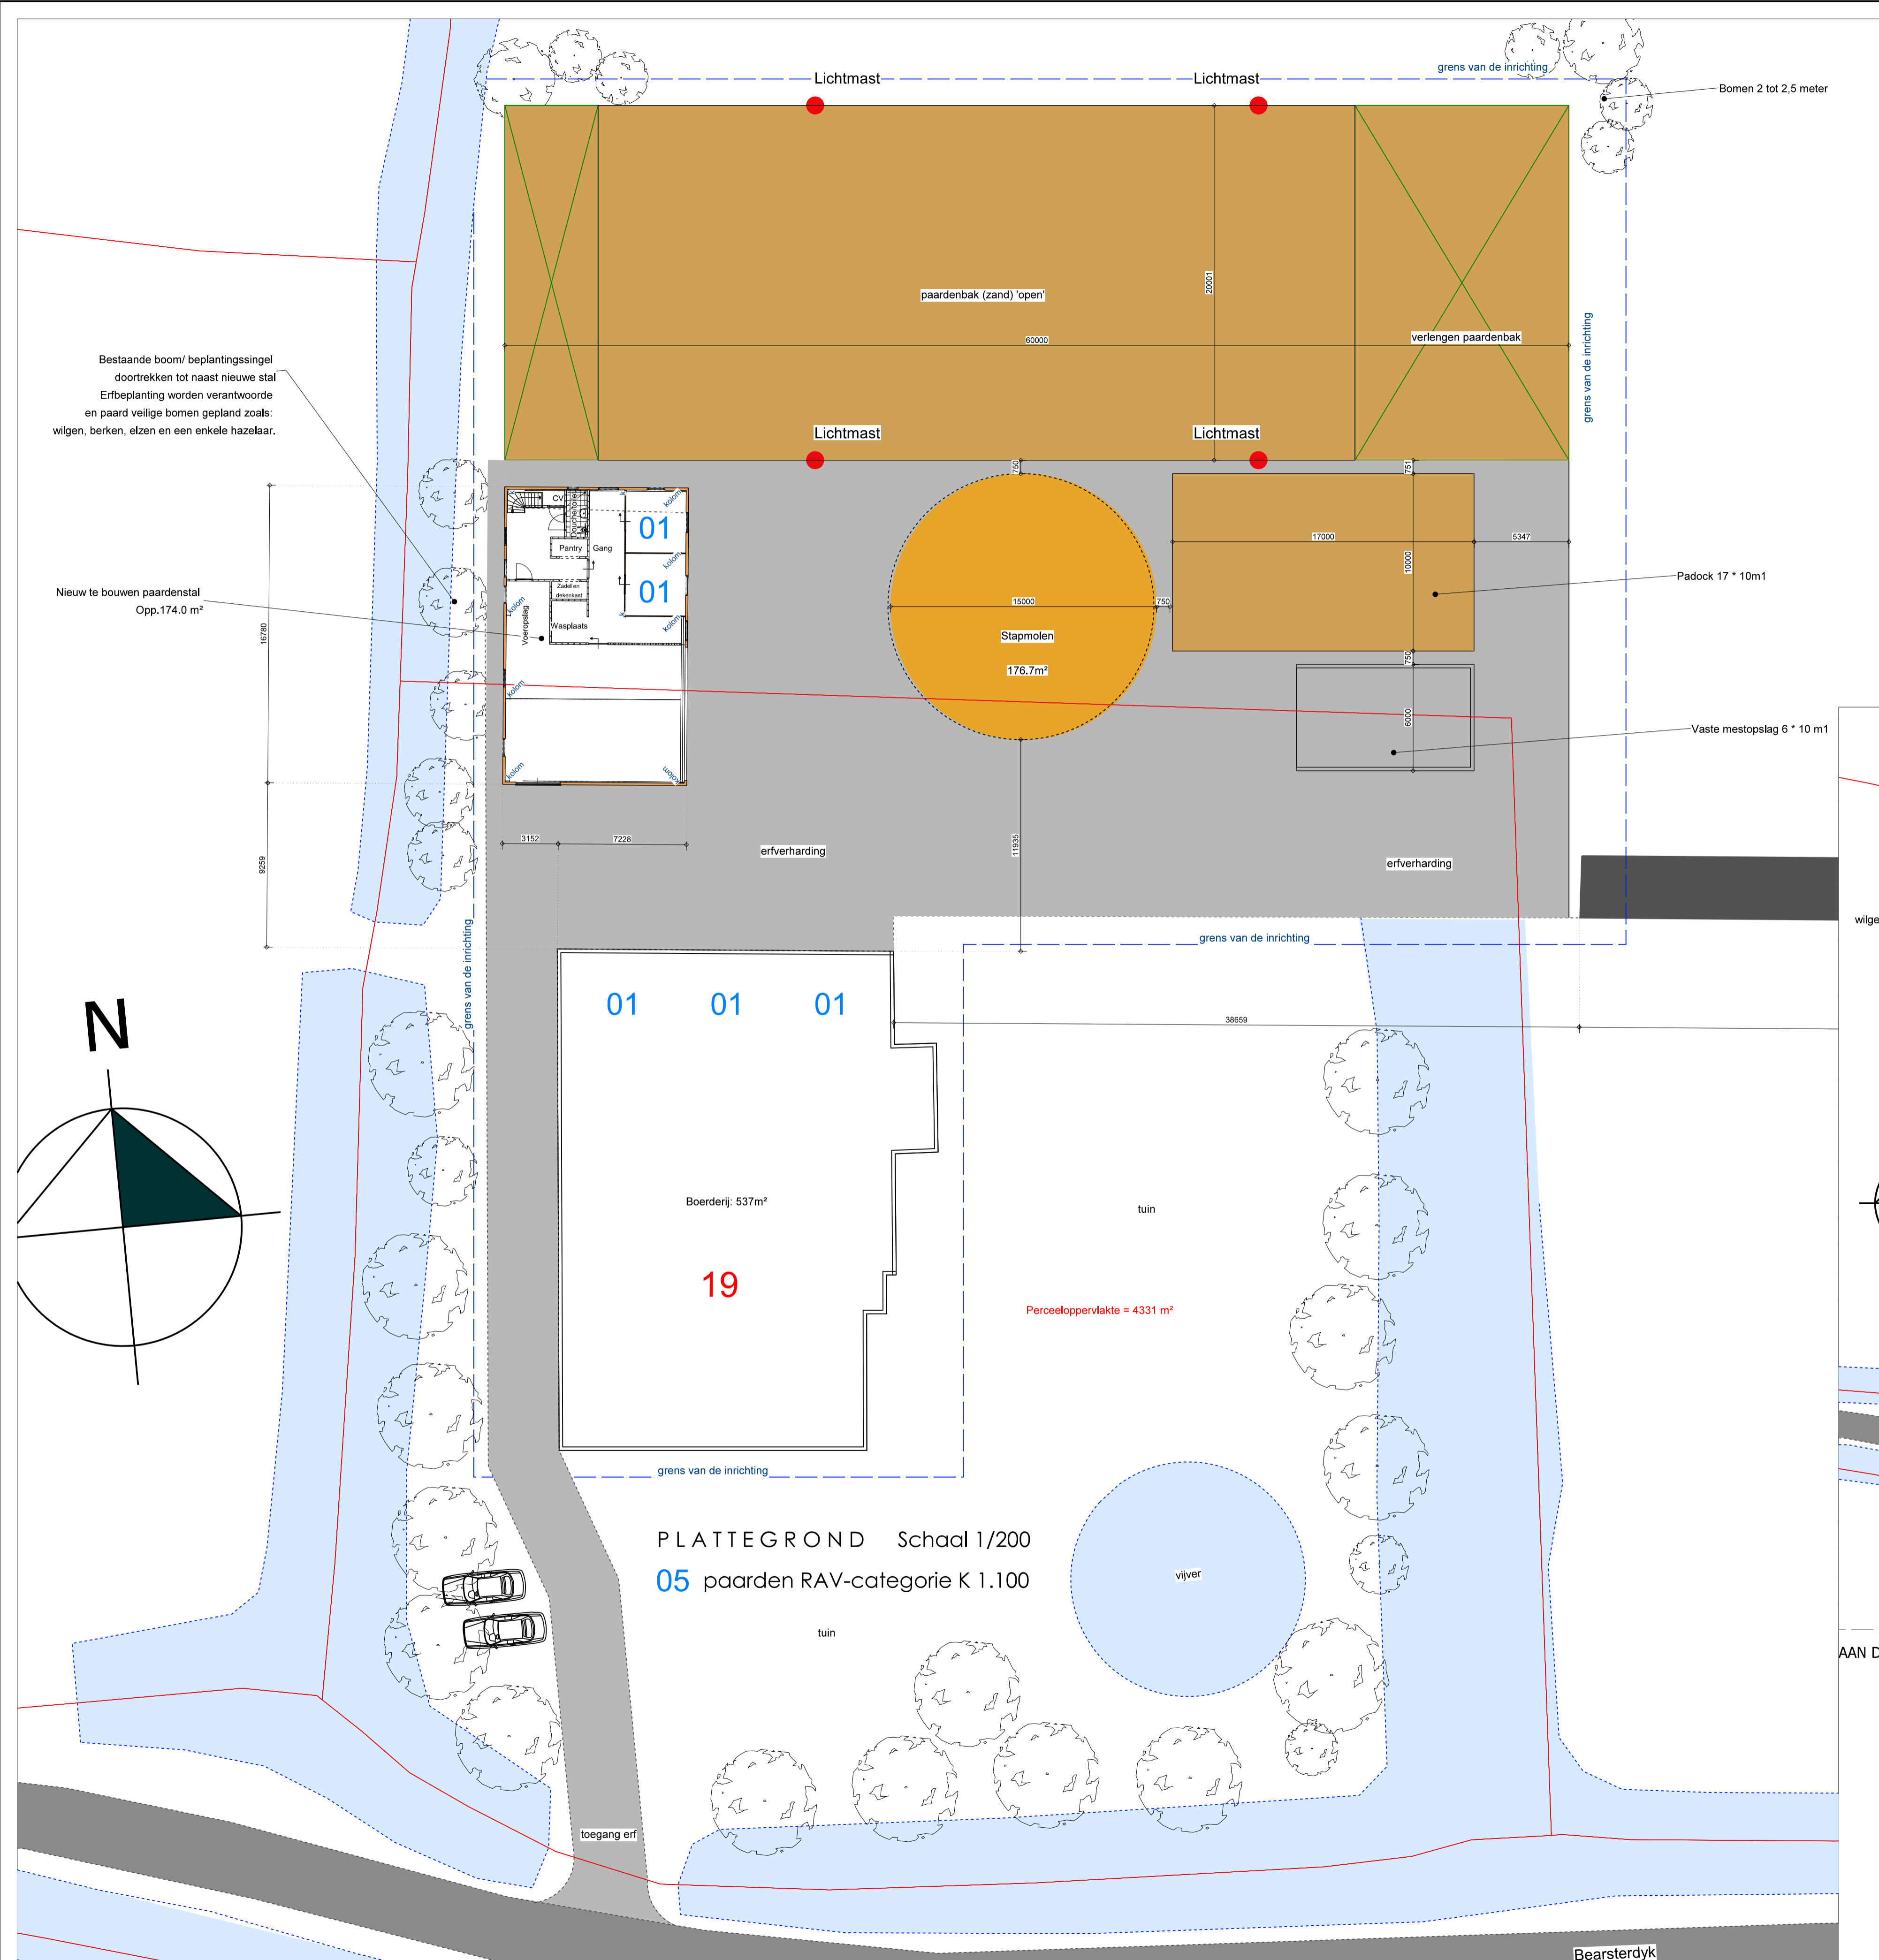 Lichtmast
Lichtmast
grens van de inrichting
Bomen 2 tot 2,5 meter
20001
paardenbak (zand) 'open'
60000
verlengen paardenbak
grens van de inrichting
Bestaande boom/ beplantingssingel
doortrekken tot naast nieuwe stal
Erfbeplanting worden verantwoorde
en paard veilige bomen gepland zoals:
wilgen, berken, elzen en een enkele hazelaar.
Lichtmast
Lichtmast
750
751
CV
kolom
01
Pantry
Gang
17000
5347
10000
kolom
Zadel en
dekenkast
01
Padock 17 * 10m1
Nieuw te bouwen paardenstal
Opp.174.0 m²
kolom
15000
750
16780
Voeropslag
Wasplaats
kolom
Stapmolen
176.7m²
750
kolom
6000
Vaste mestopslag 6 * 10 m1
kolom
kolom
3152
7228
11935
erfverharding
erfverharding
9259
wilge
grens van de inrichting
grens van de inrichting
N
01 01 01
38659
Boerderij: 537m²
tuin
19
Perceeloppervlakte = 4331 m²
grens van de inrichting
PLATTEGROND Schaal 1/200
05 paarden RAV-categorie K 1.100
vijver
tuin
AAN D
toegang erf
Bearsterdyk